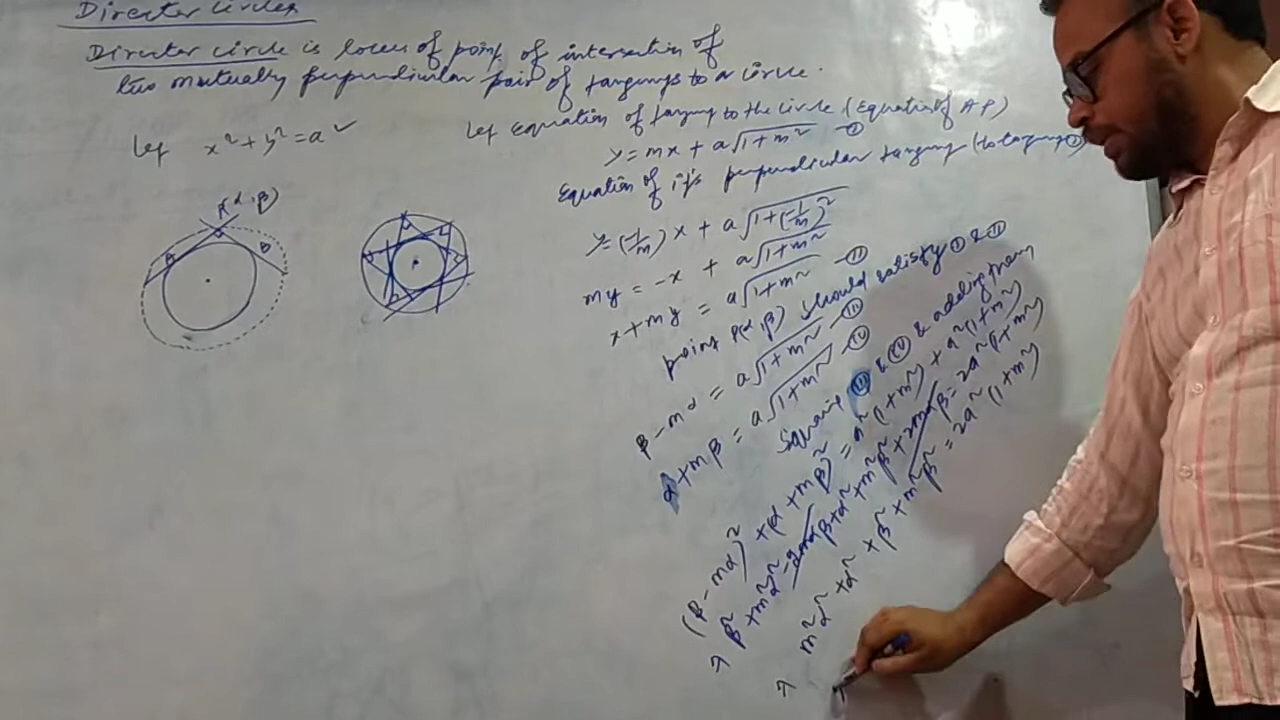 Director Circles
Director circle is locus of point of intersection of
two mutually perpendicular pair of tangents to a circle.
Let x² + y² = a²
P(α, β)
Let Equation of tangent to the circle (Equation of AP)
y = mx + a√1+m² -①
Equation of it's perpendicular tangent (to tangent ①)
y = (-1/m)x + a√1+(-1/m)²
my = -x + a√1+m²
x + my = a√1+m² -②
point P(α, β) should satisfy ① & ②
β - mα = a√1+m² -③
α + mβ = a√1+m² -④
Squaring ③ & ④ & adding them
(β - mα)² + (α + mβ)² = a²(1+m²) + a²(1+m²)
⇒ β² + m²α² - 2mαβ + α² + m²β² + 2mαβ = 2a²(1+m²)
⇒ m²α² + α² + β² + m²β² = 2a²(1+m²)